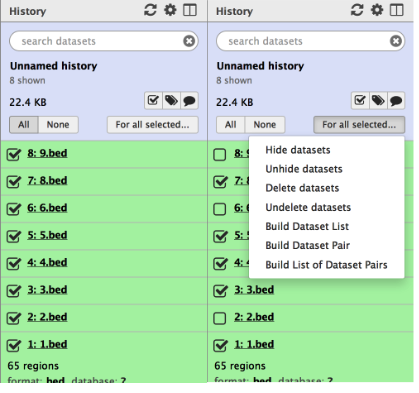 History
search datasets
Unnamed history
8 shown
22.4 KB
All None For all selected...
8: 9.bed
7: 8.bed
6: 6.bed
5: 5.bed
4: 4.bed
3: 3.bed
2: 2.bed
1: 1.bed
65 regions
format: bed, database: ?
History
search datasets
Unnamed history
8 shown
22.4 KB
All None For all selected...
Hide datasets
Unhide datasets
Delete datasets
Undelete datasets
Build Dataset List
Build Dataset Pair
Build List of Dataset Pairs
8:
7:
6:
5:
4:
3: 3.bed
2: 2.bed
1: 1.bed
65 regions
format: bed, database: ?